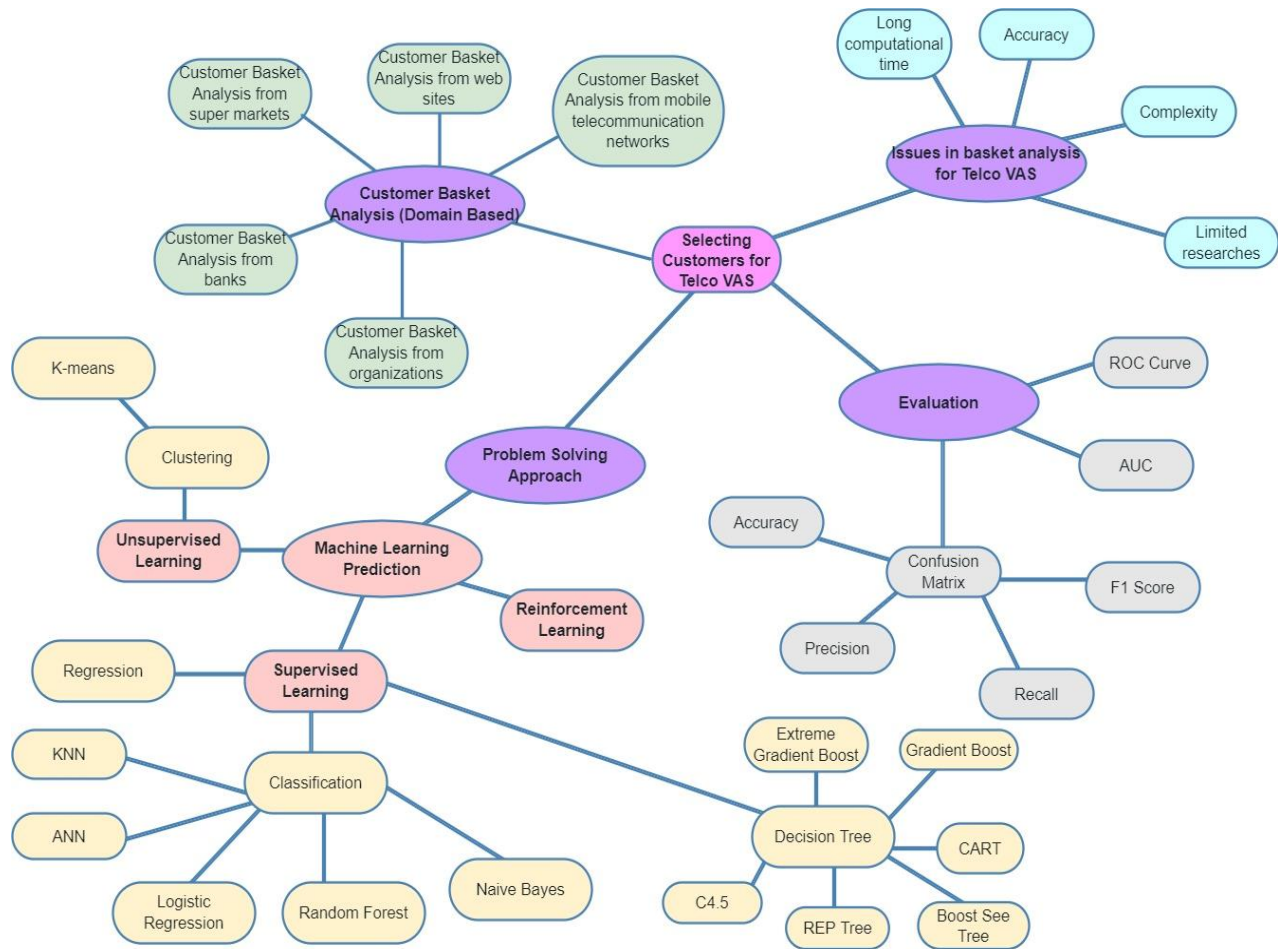 Long
computational
time
Accuracy
Complexity
Issues in basket analysis
for Telco VAS
Limited
researches
Customer Basket
Analysis from
super markets
Customer Basket
Analysis from web
sites
Customer Basket
Analysis from mobile
telecommunication
networks
Customer Basket
Analysis (Domain Based)
Customer Basket
Analysis from
banks
Customer Basket
Analysis from
organizations
Selecting
Customers for
Telco VAS
K-means
Clustering
Unsupervised
Learning
Problem Solving
Approach
Machine Learning
Prediction
Reinforcement
Learning
Evaluation
ROC Curve
AUC
Accuracy
Confusion
Matrix
F1 Score
Precision
Recall
Regression
Supervised
Learning
KNN
Classification
ANN
Logistic
Regression
Random Forest
Naive Bayes
Extreme
Gradient Boost
Gradient Boost
Decision Tree
CART
C4.5
REP Tree
Boost See
Tree